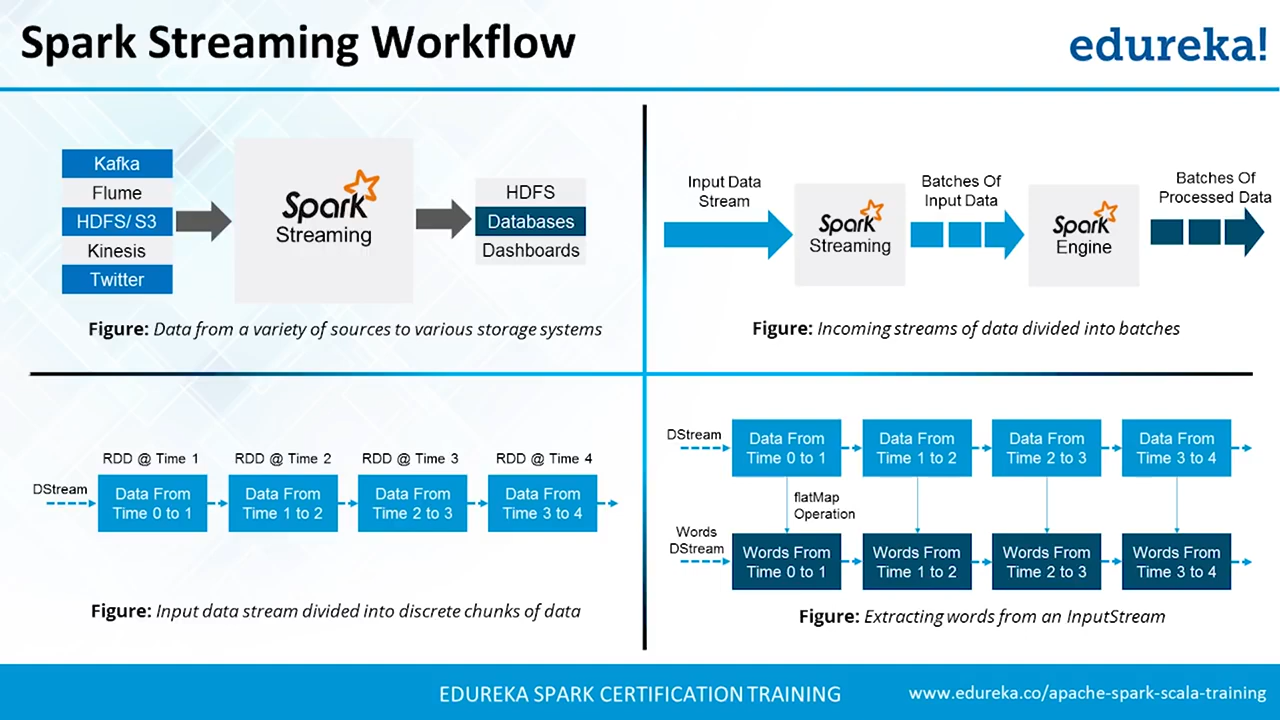 Spark Streaming Workflow
edureka!
Kafka
Flume
HDFS/ S3
Kinesis
Twitter
Spark
Streaming
HDFS
Databases
Dashboards
Figure: Data from a variety of sources to various storage systems
Input Data
Stream
Spark
Streaming
Batches Of
Input Data
Spark
Engine
Batches Of
Processed Data
Figure: Incoming streams of data divided into batches
RDD @ Time 1
RDD @ Time 2
RDD @ Time 3
RDD @ Time 4
DStream
Data From
Time 0 to 1
Data From
Time 1 to 2
Data From
Time 2 to 3
Data From
Time 3 to 4
Figure: Input data stream divided into discrete chunks of data
DStream
Data From
Time 0 to 1
Data From
Time 1 to 2
Data From
Time 2 to 3
Data From
Time 3 to 4
flatMap
Operation
Words
DStream
Words From
Time 0 to 1
Words From
Time 1 to 2
Words From
Time 2 to 3
Words From
Time 3 to 4
Figure: Extracting words from an InputStream
EDUREKA SPARK CERTIFICATION TRAINING
www.edureka.co/apache-spark-scala-training